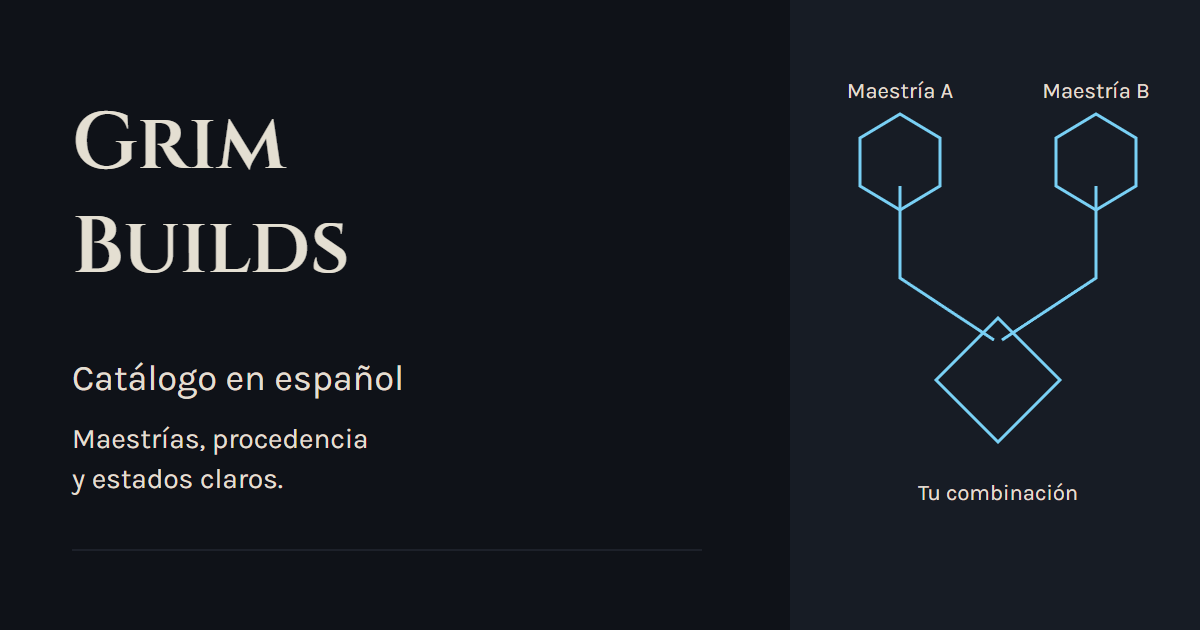 Grim
Builds
Catálogo en español
Maestrías, procedencia
y estados claros.
Maestría A
Maestría B
Tu combinación